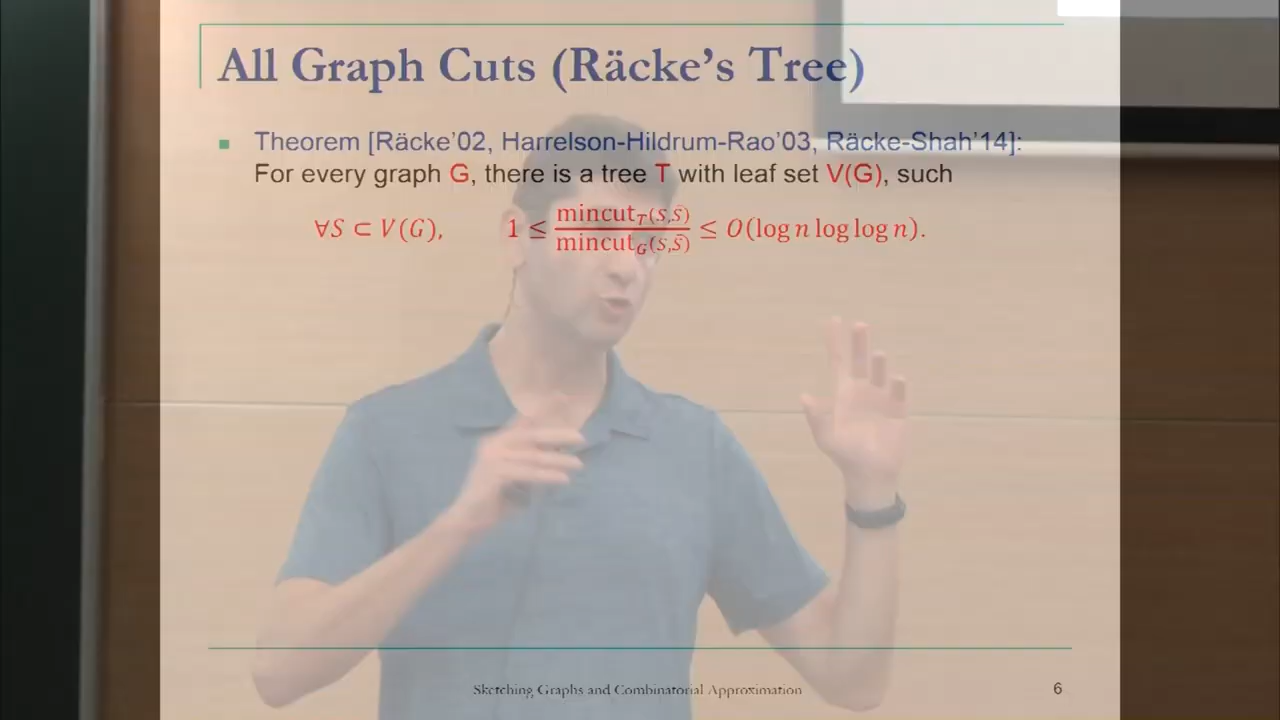 All Graph Cuts (Räcke's Tree)
Theorem [Räcke'02, Harrelson-Hildrum-Rao'03, Räcke-Shah'14]:
For every graph G, there is a tree T with leaf set V(G), such
∀S ⊂ V(G), 1 ≤ mincut_T(S,S̄) / mincut_G(S,S̄) ≤ O(log n log log n).
Sketching Graphs and Combinatorial Approximation 6